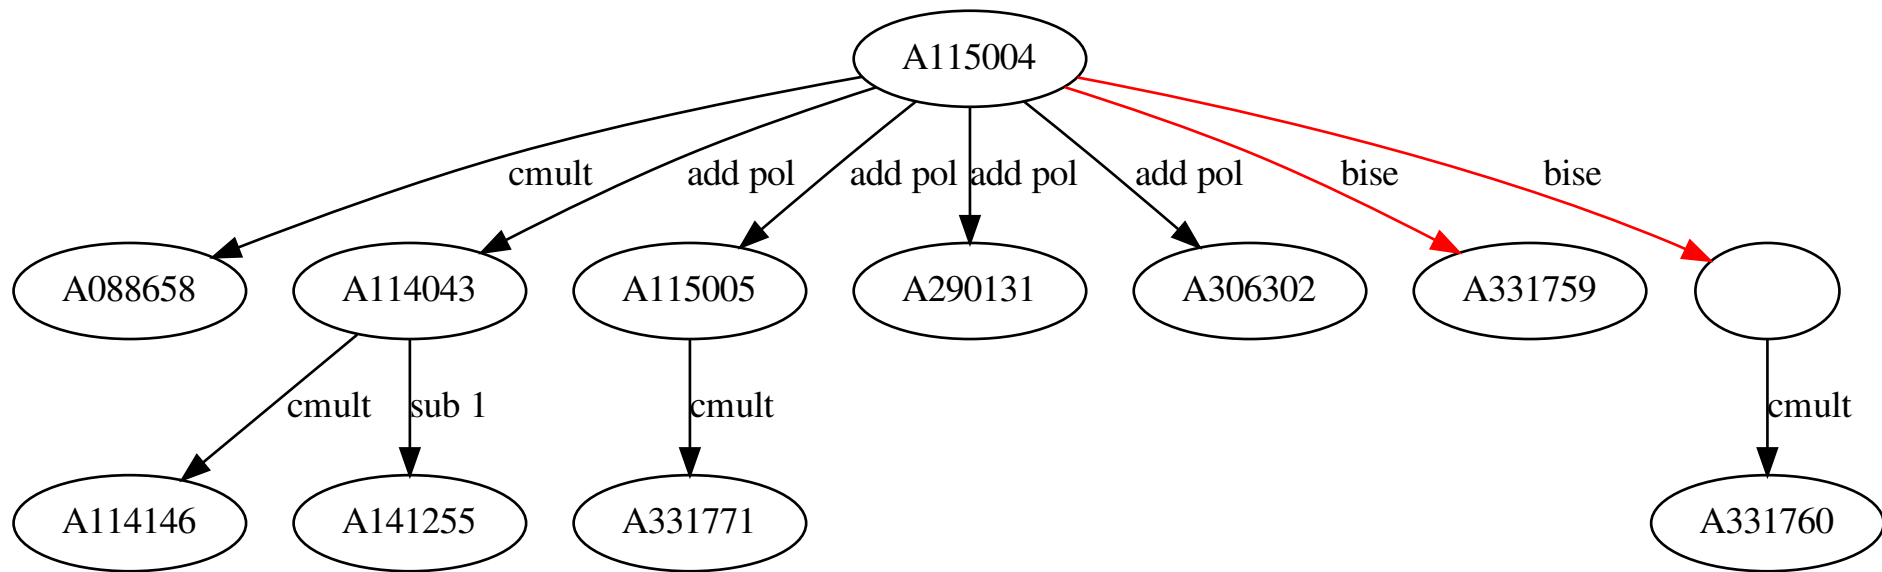 A115004
cmult
add pol
add pol
add pol
add pol
bise
bise
A088658
A114043
A115005
A290131
A306302
A331759
cmult
sub 1
cmult
cmult
A114146
A141255
A331771
A331760